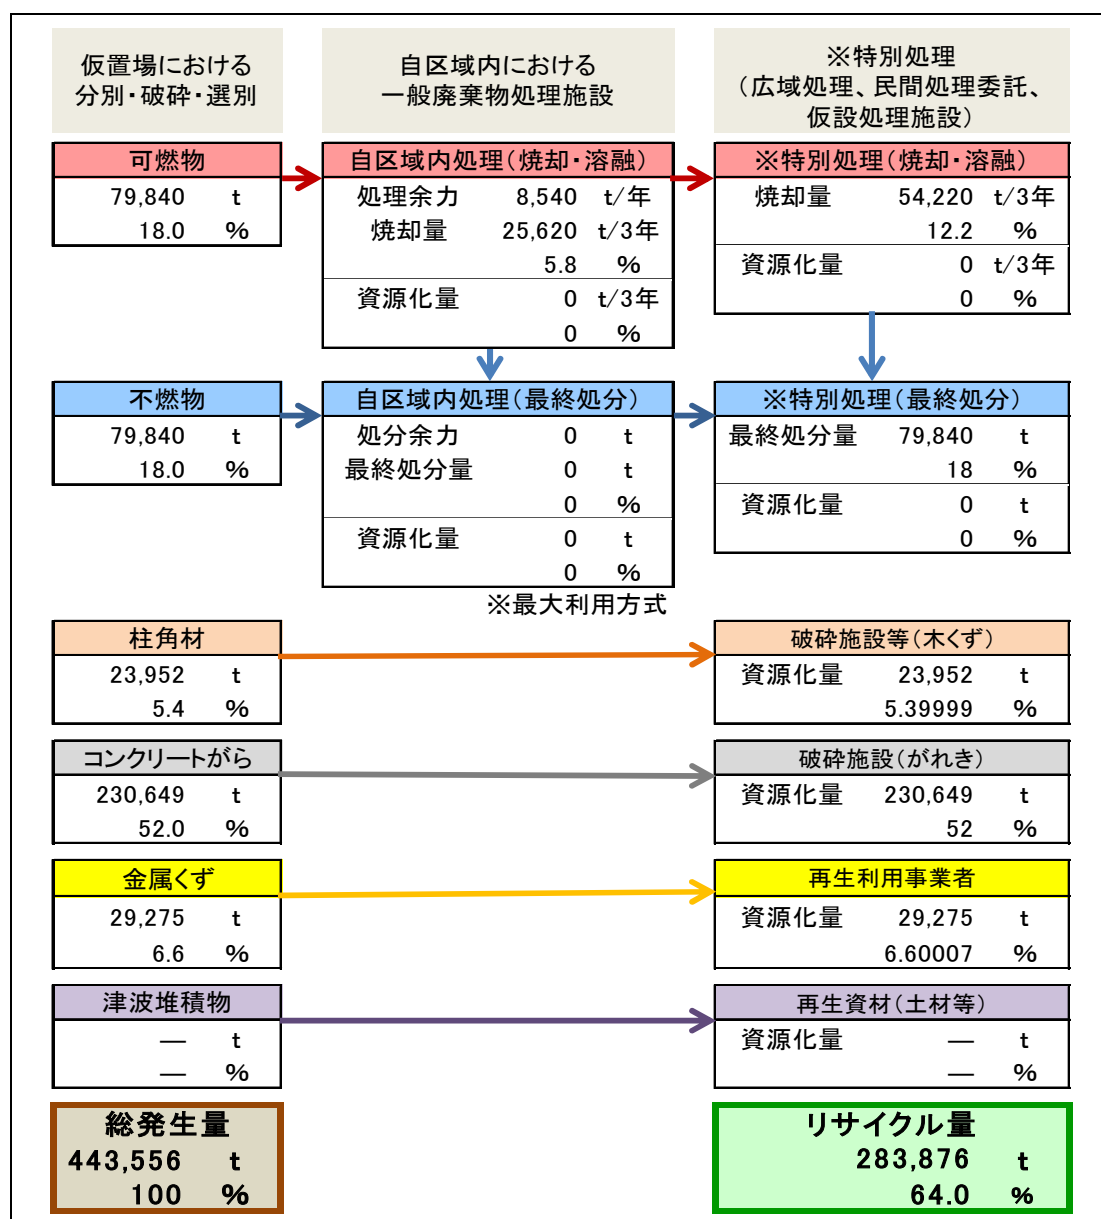 仮置場における
分別・破砕・選別
自区域内における
一般廃棄物処理施設
※特別処理
（広域処理、民間処理委託、
仮設処理施設）
可燃物
79,840 t
18.0 %
自区域内処理（焼却・溶融）
処理余力 8,540 t/年
焼却量 25,620 t/3年
5.8 %
資源化量 0 t/3年
0 %
※特別処理（焼却・溶融）
焼却量 54,220 t/3年
12.2 %
資源化量 0 t/3年
0 %
不燃物
79,840 t
18.0 %
自区域内処理（最終処分）
処分余力 0 t
最終処分量 0 t
0 %
資源化量 0 t
0 %
※最大利用方式
※特別処理（最終処分）
最終処分量 79,840 t
18 %
資源化量 0 t
0 %
柱角材
23,952 t
5.4 %
破砕施設等（木くず）
資源化量 23,952 t
5.39999 %
コンクリートがら
230,649 t
52.0 %
破砕施設（がれき）
資源化量 230,649 t
52 %
金属くず
29,275 t
6.6 %
再生利用事業者
資源化量 29,275 t
6.60007 %
津波堆積物
― t
― %
再生資材（土材等）
資源化量 ― t
― %
総発生量
443,556 t
100 %
リサイクル量
283,876 t
64.0 %